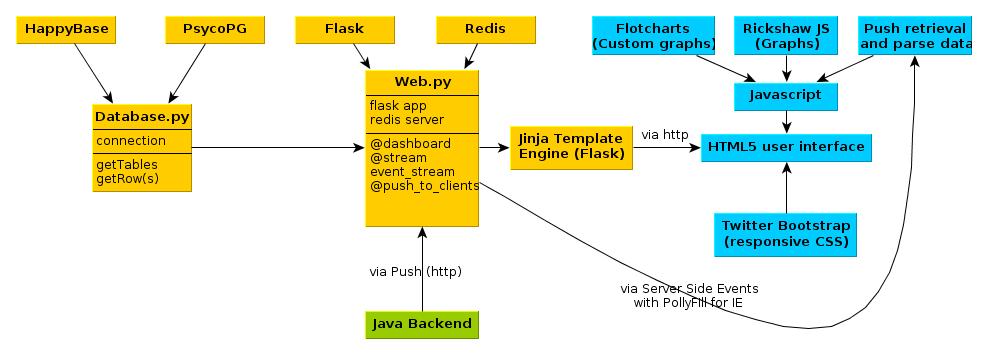 HappyBase
PsycoPG
Flask
Redis
Flotcharts
(Custom graphs)
Rickshaw JS
(Graphs)
Push retrieval
and parse data
Web.py
flask app
redis server
@dashboard
@stream
event_stream
@push_to_clients
Javascript
Database.py
connection
getTables
getRow(s)
Jinja Template
Engine (Flask)
via http
HTML5 user interface
Twitter Bootstrap
(responsive CSS)
via Push (http)
via Server Side Events
with PollyFill for IE
Java Backend